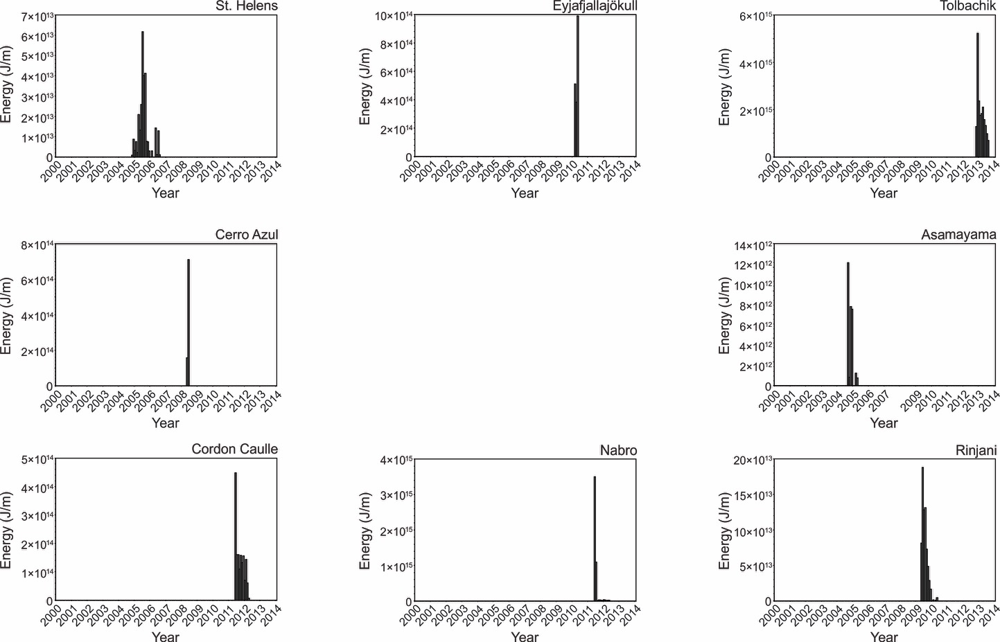 St. Helens
7×10¹³
6×10¹³
5×10¹³
4×10¹³
3×10¹³
2×10¹³
1×10¹³
0
Energy (J/m)
2000 2001 2002 2003 2004 2005 2006 2007 2008 2009 2010 2011 2012 2013 2014
Year
Eyjafjallajökull
10×10¹⁴
8×10¹⁴
6×10¹⁴
4×10¹⁴
2×10¹⁴
0
Energy (J/m)
2000 2001 2002 2003 2004 2005 2006 2007 2008 2009 2010 2011 2012 2013 2014
Year
Tolbachik
6×10¹⁵
4×10¹⁵
2×10¹⁵
0
Energy (J/m)
2000 2001 2002 2003 2004 2005 2006 2007 2008 2009 2010 2011 2012 2013 2014
Year
Cerro Azul
8×10¹⁴
6×10¹⁴
4×10¹⁴
2×10¹⁴
0
Energy (J/m)
2000 2001 2002 2003 2004 2005 2006 2007 2008 2009 2010 2011 2012 2013 2014
Year
Asamayama
14×10¹²
12×10¹²
10×10¹²
8×10¹²
6×10¹²
4×10¹²
2×10¹²
0
Energy (J/m)
2000 2001 2002 2003 2004 2005 2006 2007 2009 2010 2011 2012 2013 2014
Year
Cordon Caulle
5×10¹⁴
4×10¹⁴
3×10¹⁴
2×10¹⁴
1×10¹⁴
0
Energy (J/m)
2000 2001 2002 2003 2004 2005 2006 2007 2008 2009 2010 2011 2012 2013 2014
Year
Nabro
4×10¹⁵
3×10¹⁵
2×10¹⁵
1×10¹⁵
0
Energy (J/m)
2000 2001 2002 2003 2004 2005 2006 2007 2008 2009 2010 2011 2012 2013 2014
Year
Rinjani
20×10¹³
15×10¹³
10×10¹³
5×10¹³
0
Energy (J/m)
2000 2001 2002 2003 2004 2005 2006 2007 2008 2009 2010 2011 2012 2013 2014
Year